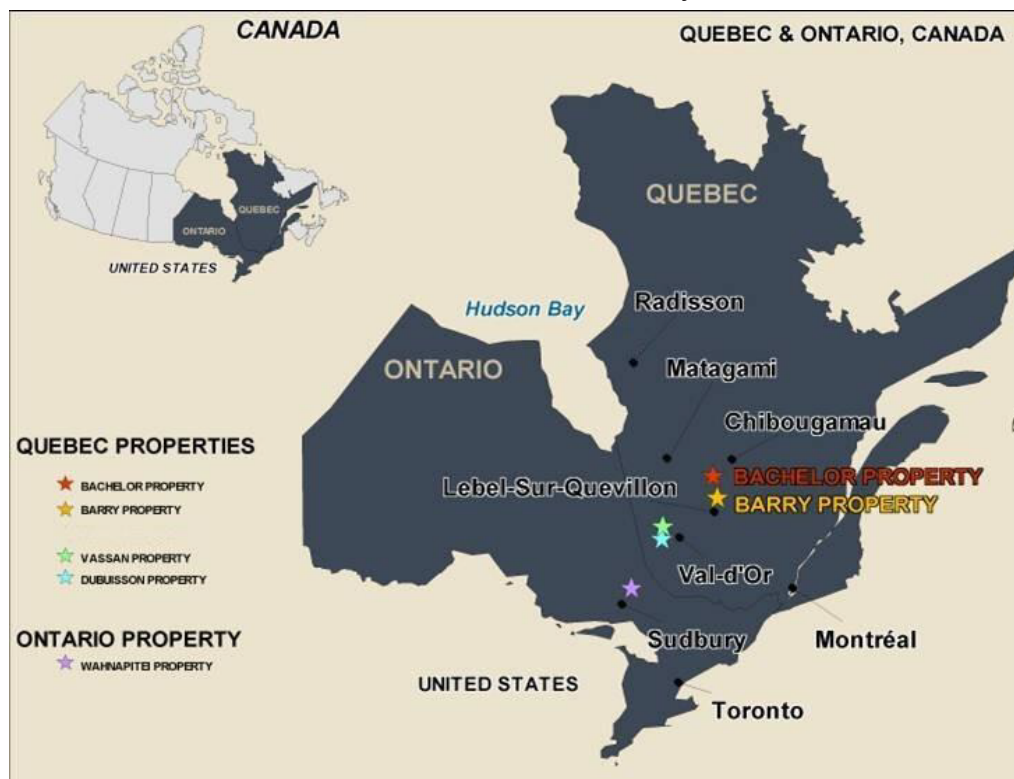 CANADA
QUEBEC & ONTARIO, CANADA
QUEBEC
ONTARIO
UNITED STATES
QUEBEC
Hudson Bay
Radisson
ONTARIO
Matagami
Chibougamau
QUEBEC PROPERTIES
BACHELOR PROPERTY
BARRY PROPERTY
VASSAN PROPERTY
DUBUISSON PROPERTY
ONTARIO PROPERTY
WAHNAPITEI PROPERTY
BACHELOR PROPERTY
Lebel-Sur-Quevillon
BARRY PROPERTY
Val-d'Or
Sudbury
Montréal
UNITED STATES
Toronto